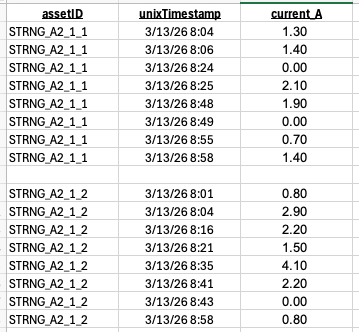 assetID unixTimestamp current_A
STRNG_A2_1_1 3/13/26 8:04 1.30
STRNG_A2_1_1 3/13/26 8:06 1.40
STRNG_A2_1_1 3/13/26 8:24 0.00
STRNG_A2_1_1 3/13/26 8:25 2.10
STRNG_A2_1_1 3/13/26 8:48 1.90
STRNG_A2_1_1 3/13/26 8:49 0.00
STRNG_A2_1_1 3/13/26 8:55 0.70
STRNG_A2_1_1 3/13/26 8:58 1.40
STRNG_A2_1_2 3/13/26 8:01 0.80
STRNG_A2_1_2 3/13/26 8:04 2.90
STRNG_A2_1_2 3/13/26 8:16 2.20
STRNG_A2_1_2 3/13/26 8:21 1.50
STRNG_A2_1_2 3/13/26 8:35 4.10
STRNG_A2_1_2 3/13/26 8:41 2.20
STRNG_A2_1_2 3/13/26 8:43 0.00
STRNG_A2_1_2 3/13/26 8:58 0.80